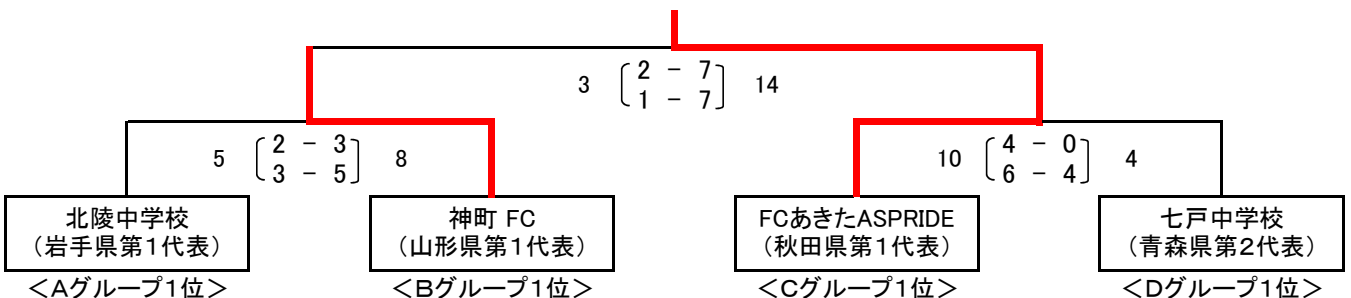 3 2 - 7 14
1 - 7
5 2 - 3 8
3 - 5
10 4 - 0 4
6 - 4
北陵中学校
（岩手県第1代表）
＜Aグループ1位＞
神町 FC
（山形県第1代表）
＜Bグループ1位＞
FCあきたASPRIDE
（秋田県第1代表）
＜Cグループ1位＞
七戸中学校
（青森県第2代表）
＜Dグループ1位＞